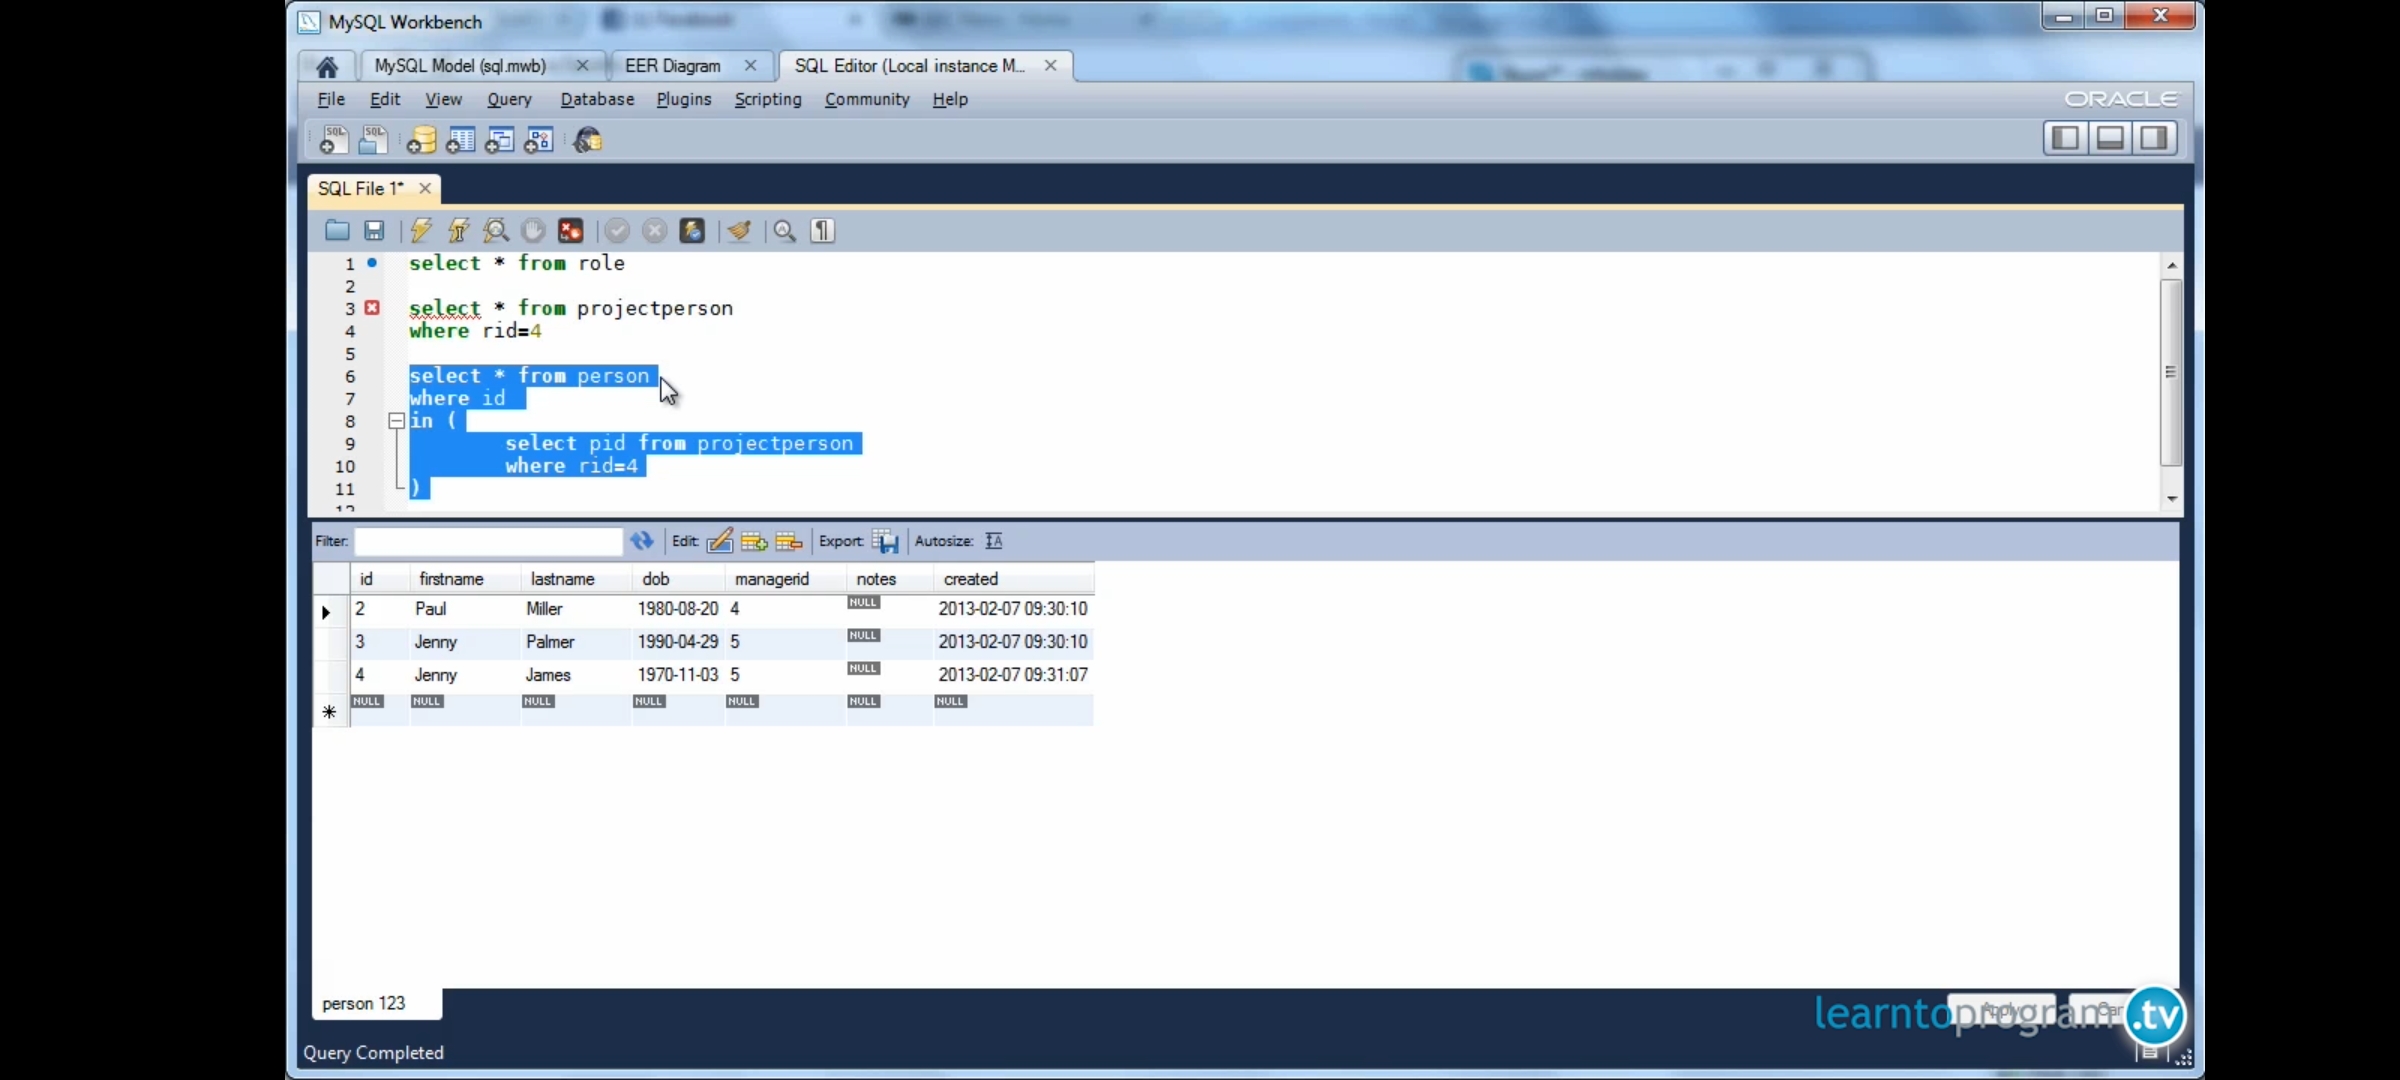 MySQL Workbench
MySQL Model (sql.mwb) EER Diagram SQL Editor (Local instance M...
File Edit View Query Database Plugins Scripting Community Help
ORACLE
SQL SQL
SQL File 1*
1 select * from role
2
3 select * from projectperson
4 where rid=4
5
6 select * from person
7 where id
8 in (
9 select pid from projectperson
10 where rid=4
11 )
12
Filter: Edit: Export: Autosize:
id firstname lastname dob managerid notes created
2 Paul Miller 1980-08-20 4 NULL 2013-02-07 09:30:10
3 Jenny Palmer 1990-04-29 5 NULL 2013-02-07 09:30:10
4 Jenny James 1970-11-03 5 NULL 2013-02-07 09:31:07
NULL NULL NULL NULL NULL NULL NULL
person 123
Apply
learntoprogram.tv
Query Completed